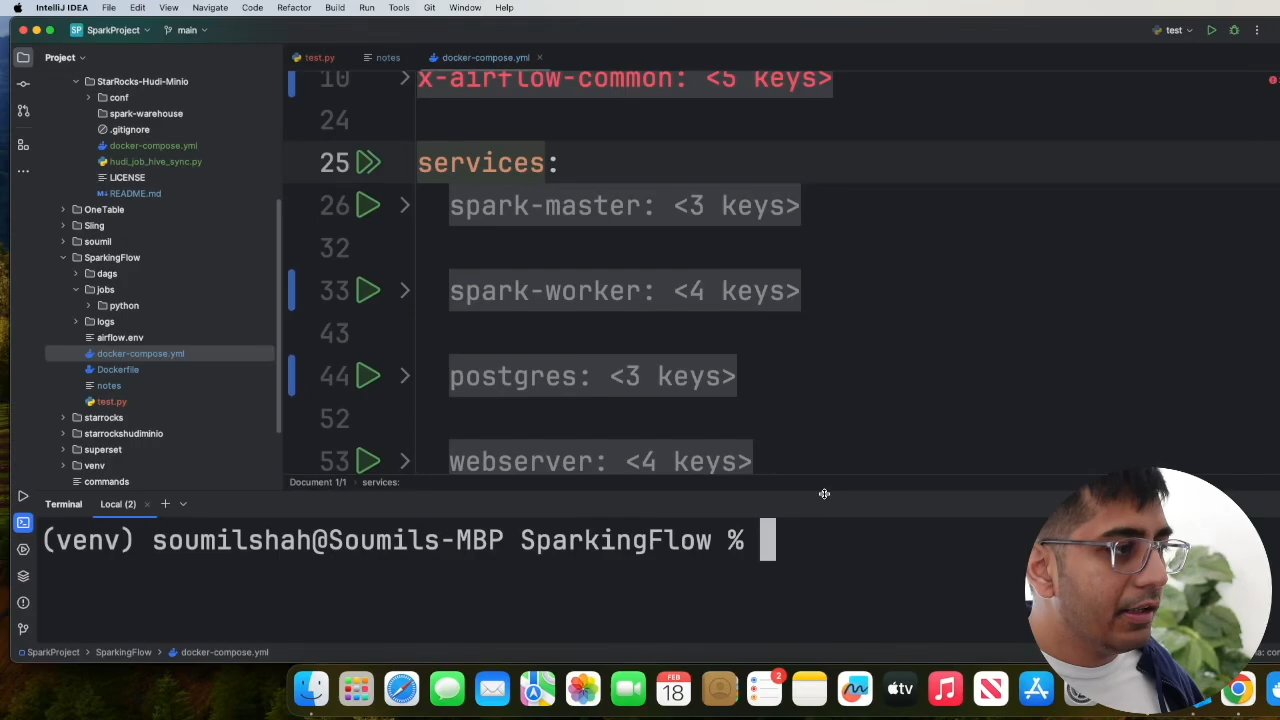 IntelliJ IDEA File Edit View Navigate Code Refactor Run Tools Git Window Help
SP SparkProject main test
Project
test.py notes docker-compose.yml
StarRocks-Hudi-Minio
conf
spark-warehouse
.gitignore
docker-compose.yml
hudi_job_hive_sync.py
LICENSE
README.md
OneTable
Sling
soumil
SparkingFlow
dags
jobs
python
logs
airflow.env
docker-compose.yml
Dockerfile
notes
test.py
starrocks
starrockshudiminio
superset
venv
commands
10 x-airflow-common: <5 keys>
24
25 services:
26 spark-master: <3 keys>
32
33 spark-worker: <4 keys>
43
44 postgres: <3 keys>
52
53 webserver: <4 keys>
Document 1/1 services:
Terminal Local (2)
(venv) soumilshah@Soumils-MBP SparkingFlow %
SparkProject SparkingFlow docker-compose.yml
FEB
18
2
tv